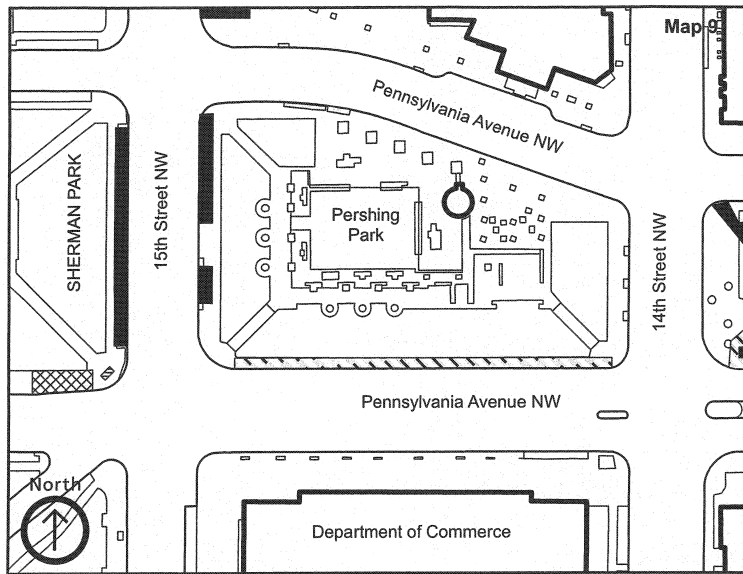 Map 9
Pennsylvania Avenue NW
SHERMAN PARK
15th Street NW
Pershing
Park
14th Street NW
Pennsylvania Avenue NW
North
Department of Commerce